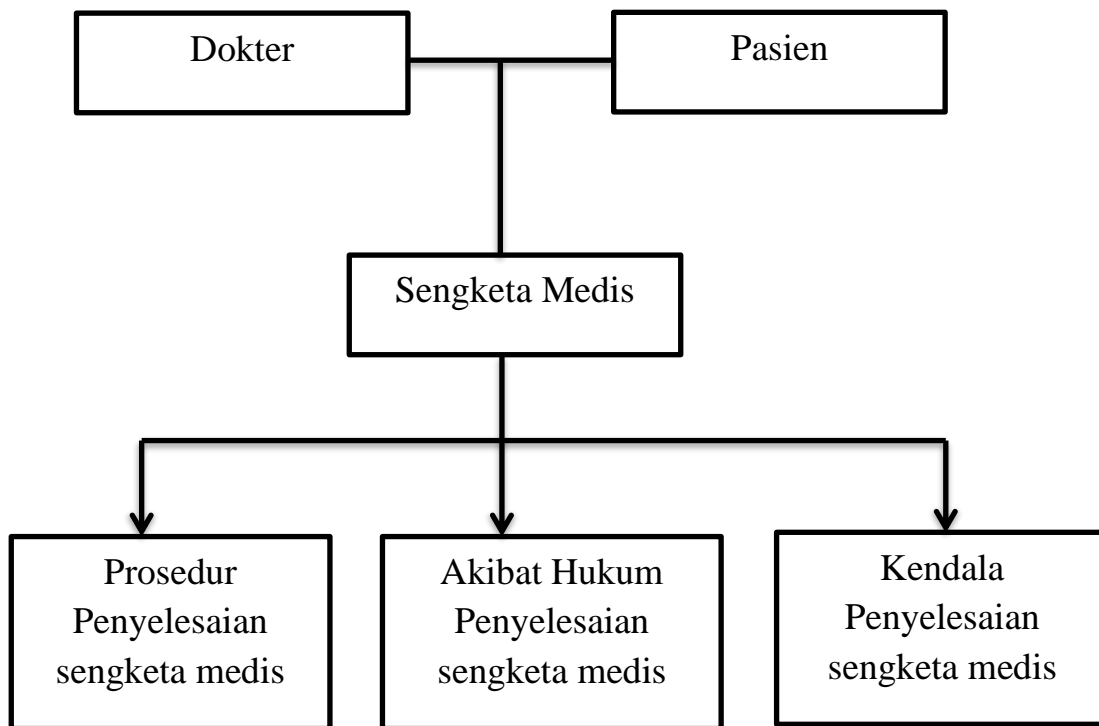 Dokter
Pasien
Sengketa Medis
Prosedur
Penyelesaian
sengketa medis
Akibat Hukum
Penyelesaian
sengketa medis
Kendala
Penyelesaian
sengketa medis